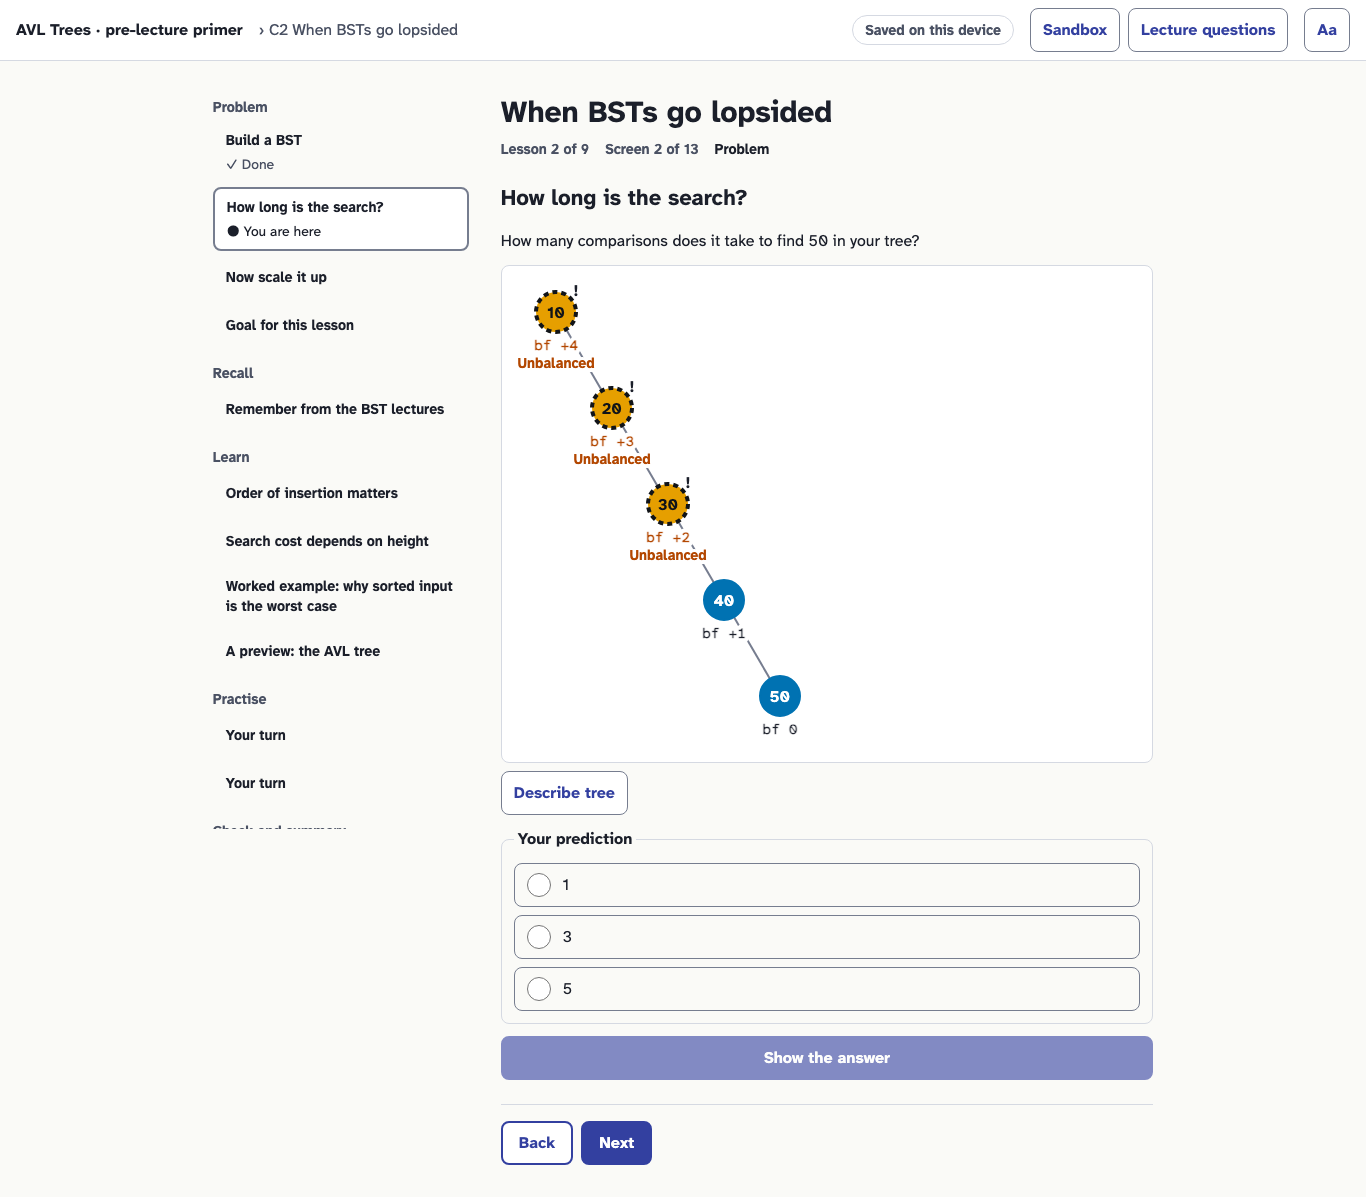 AVL Trees · pre-lecture primer › C2 When BSTs go lopsided
Saved on this device
Sandbox
Lecture questions
Aa
Problem
Build a BST
✓ Done
How long is the search?
● You are here
Now scale it up
Goal for this lesson
Recall
Remember from the BST lectures
Learn
Order of insertion matters
Search cost depends on height
Worked example: why sorted input
is the worst case
A preview: the AVL tree
Practise
Your turn
Your turn
Check and summary
When BSTs go lopsided
Lesson 2 of 9 Screen 2 of 13 Problem
How long is the search?
How many comparisons does it take to find 50 in your tree?
!
10
bf +4
Unbalanced
!
20
bf +3
Unbalanced
!
30
bf +2
Unbalanced
40
bf +1
50
bf 0
Describe tree
Your prediction
1
3
5
Show the answer
Back
Next